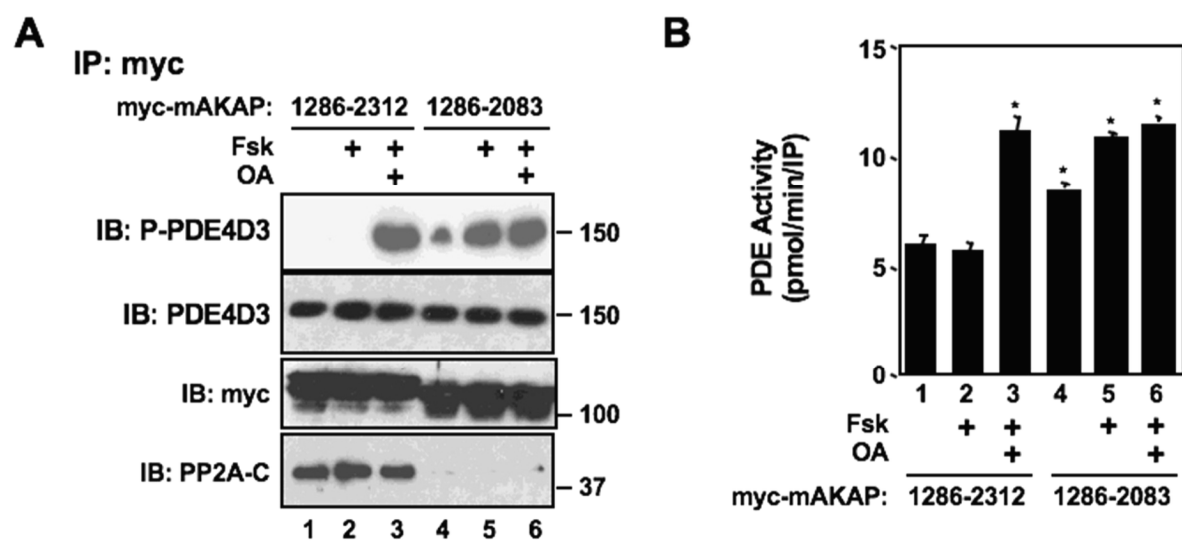 A
IP: myc
myc-mAKAP: 1286-2312 1286-2083
Fsk + + + +
OA + +
IB: P-PDE4D3 150
IB: PDE4D3 150
IB: myc 100
IB: PP2A-C 37
1 2 3 4 5 6
B
PDE Activity
(pmol/min/IP)
15
10
5
0
* * * *
1 2 3 4 5 6
Fsk + + + +
OA + +
myc-mAKAP: 1286-2312 1286-2083